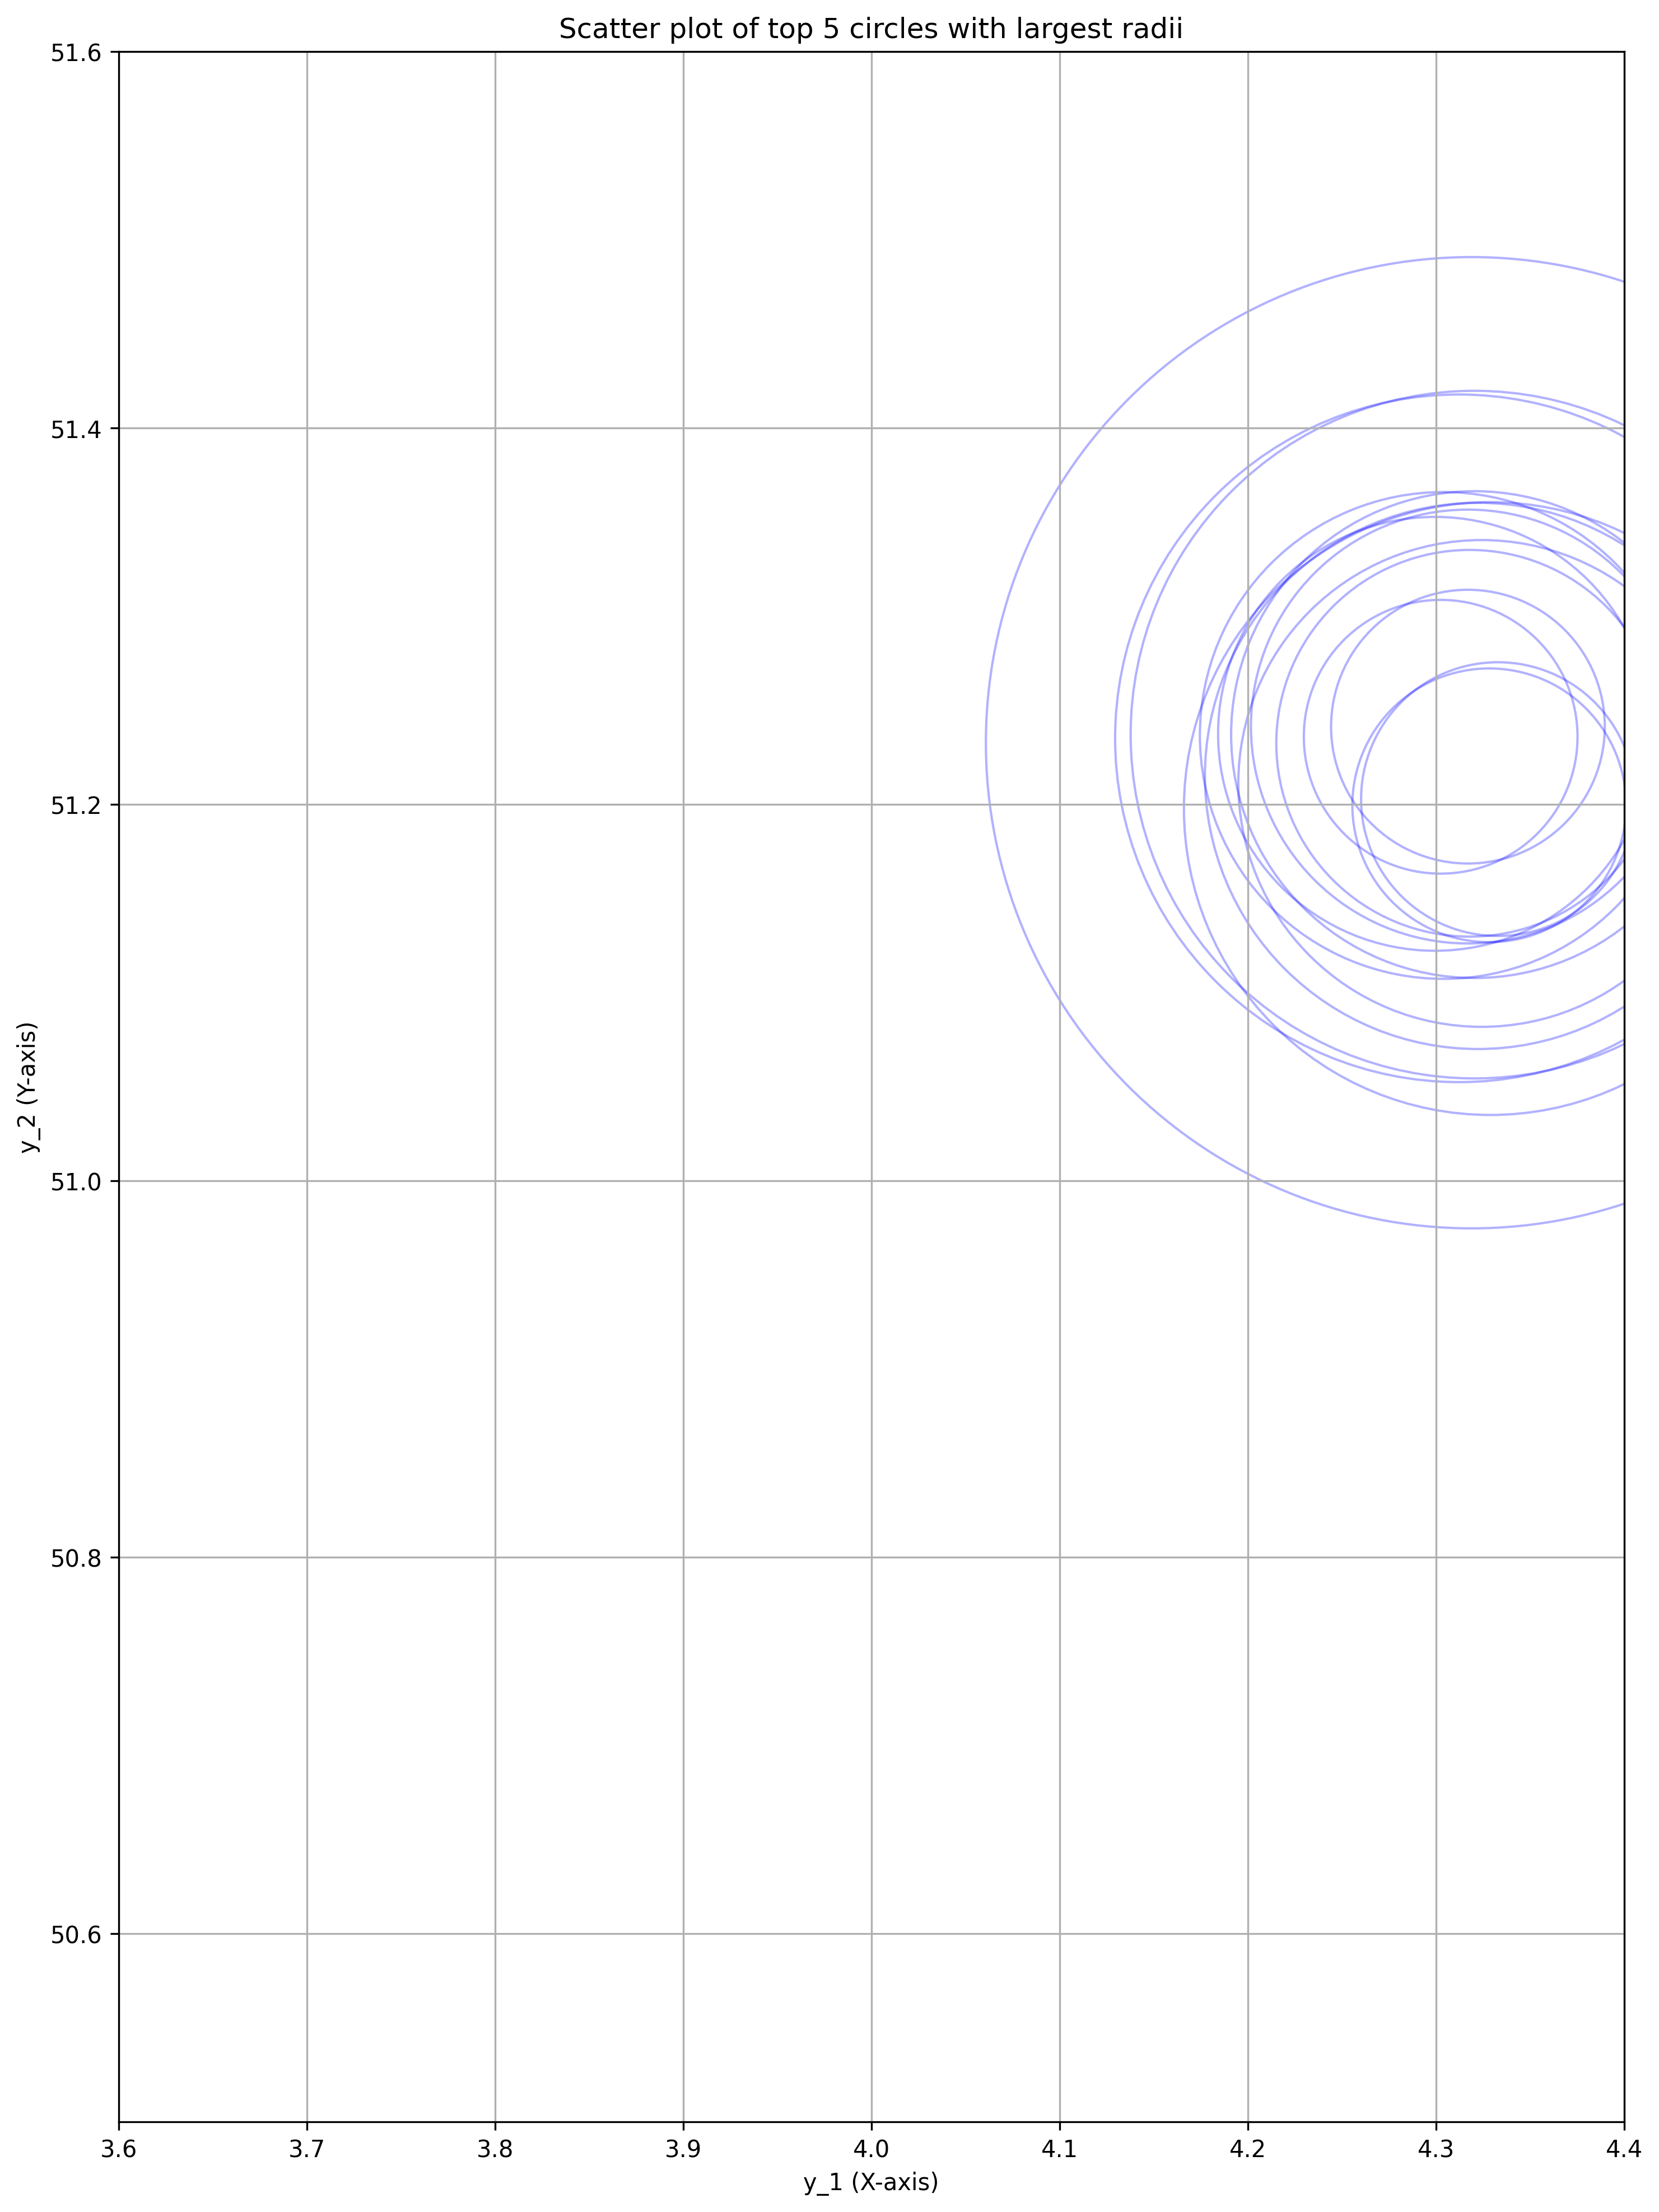 Scatter plot of top 5 circles with largest radii
51.6
51.4
51.2
51.0
50.8
50.6
y_2 (Y-axis)
3.6 3.7 3.8 3.9 4.0 4.1 4.2 4.3 4.4
y_1 (X-axis)